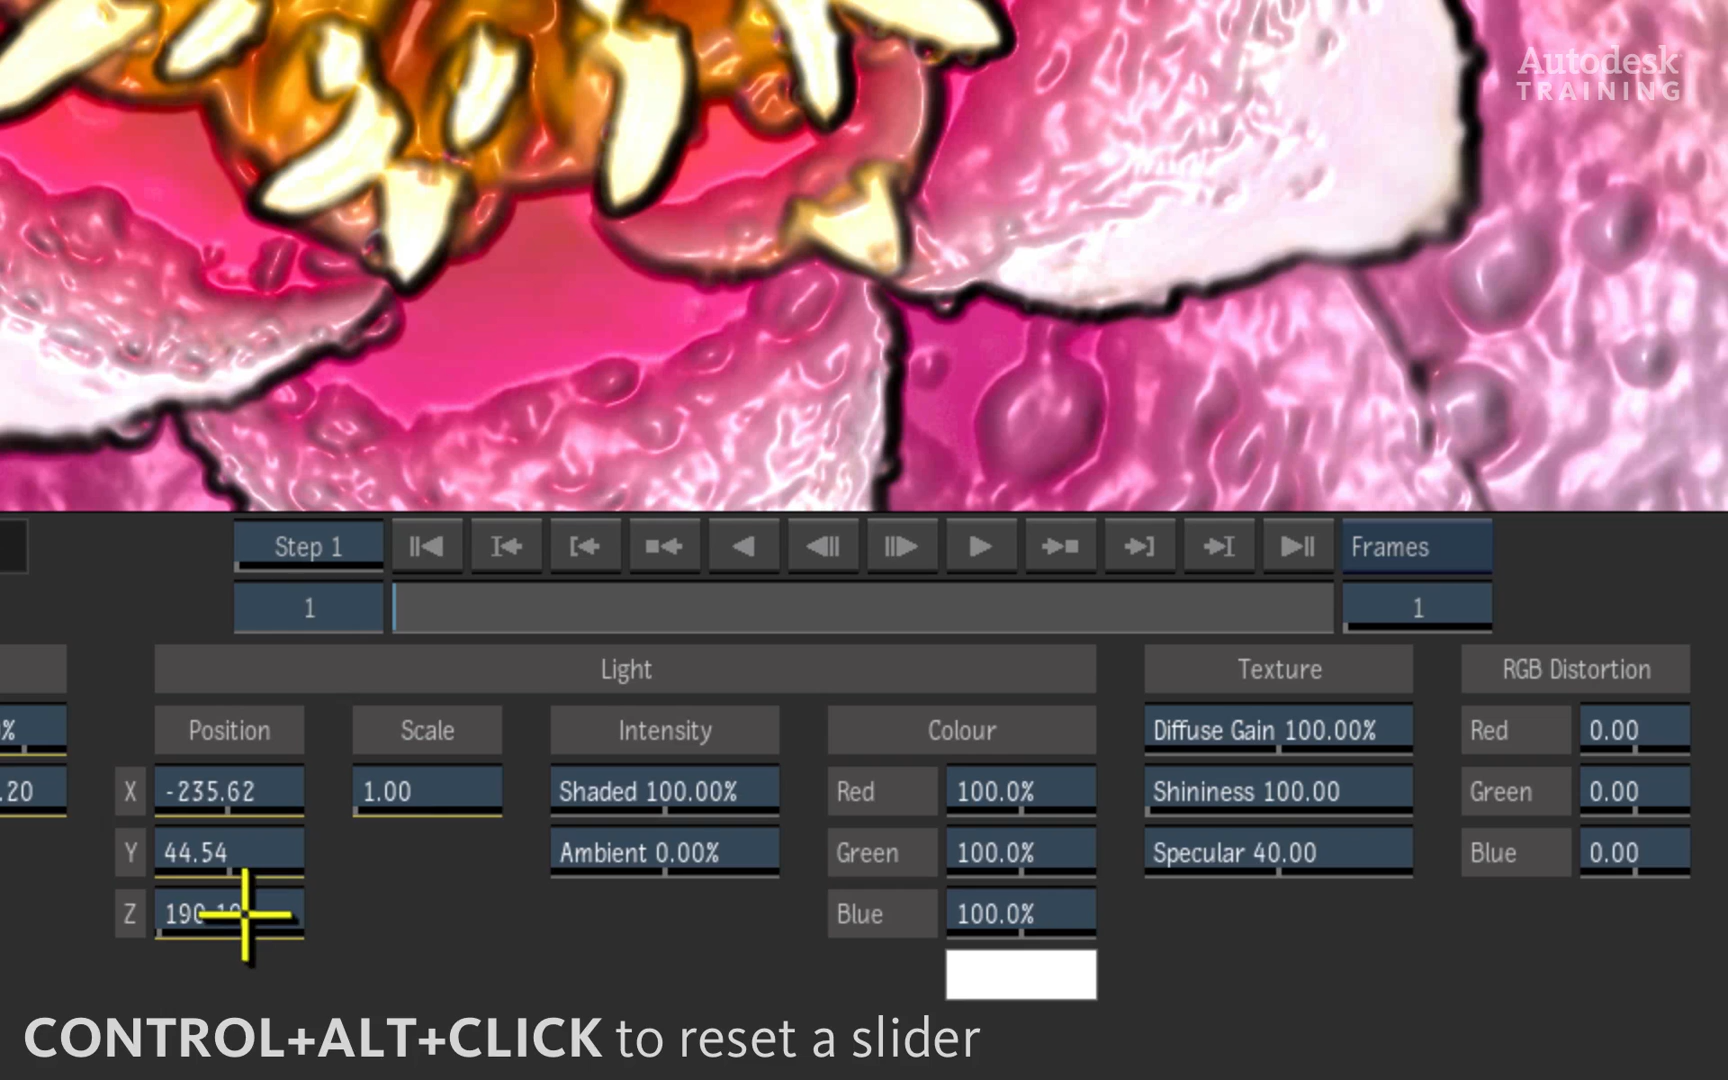 Autodesk
TRAINING
Step 1
Frames
1
1
Light
Texture
RGB Distortion
%
Position
Scale
Intensity
Colour
Diffuse Gain 100.00%
Red
0.00
.20
X
-235.62
1.00
Shaded 100.00%
Red
100.0%
Shininess 100.00
Green
0.00
Y
44.54
Ambient 0.00%
Green
100.0%
Specular 40.00
Blue
0.00
Z
Blue
100.0%
CONTROL+ALT+CLICK to reset a slider